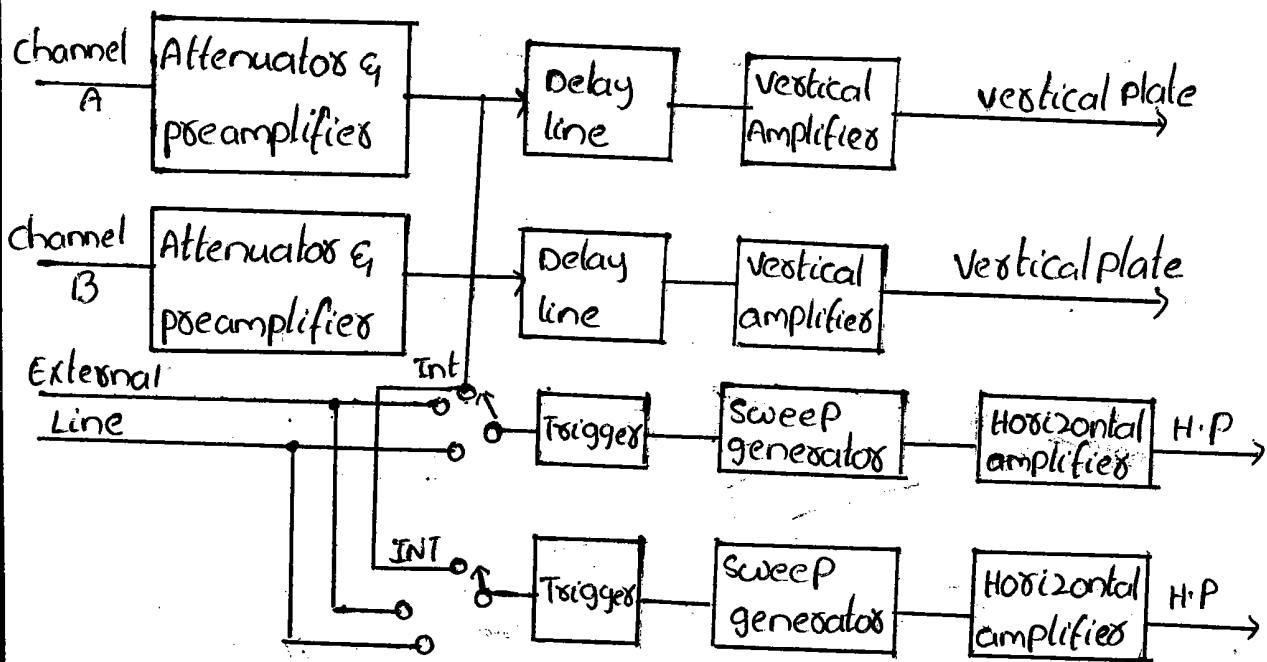 Channel
A
Attenuator &
preamplifier
Delay
line
Vertical
Amplifier
vertical plate
Channel
B
Attenuator &
preamplifier
Delay
line
Vertical
amplifier
Vertical plate
External
Line
Int
Trigger
Sweep
generator
Horizontal
amplifier
H.P
INT
Trigger
Sweep
generator
Horizontal
amplifier
H.P